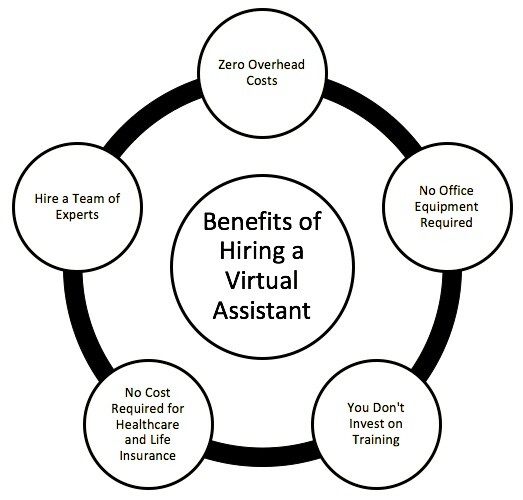 Zero Overhead
Costs
No Office
Equipment
Required
You Don't
Invest on
Training
No Cost
Required for
Healthcare
and Life
Insurance
Hire a Team of
Experts
Benefits of
Hiring a
Virtual
Assistant